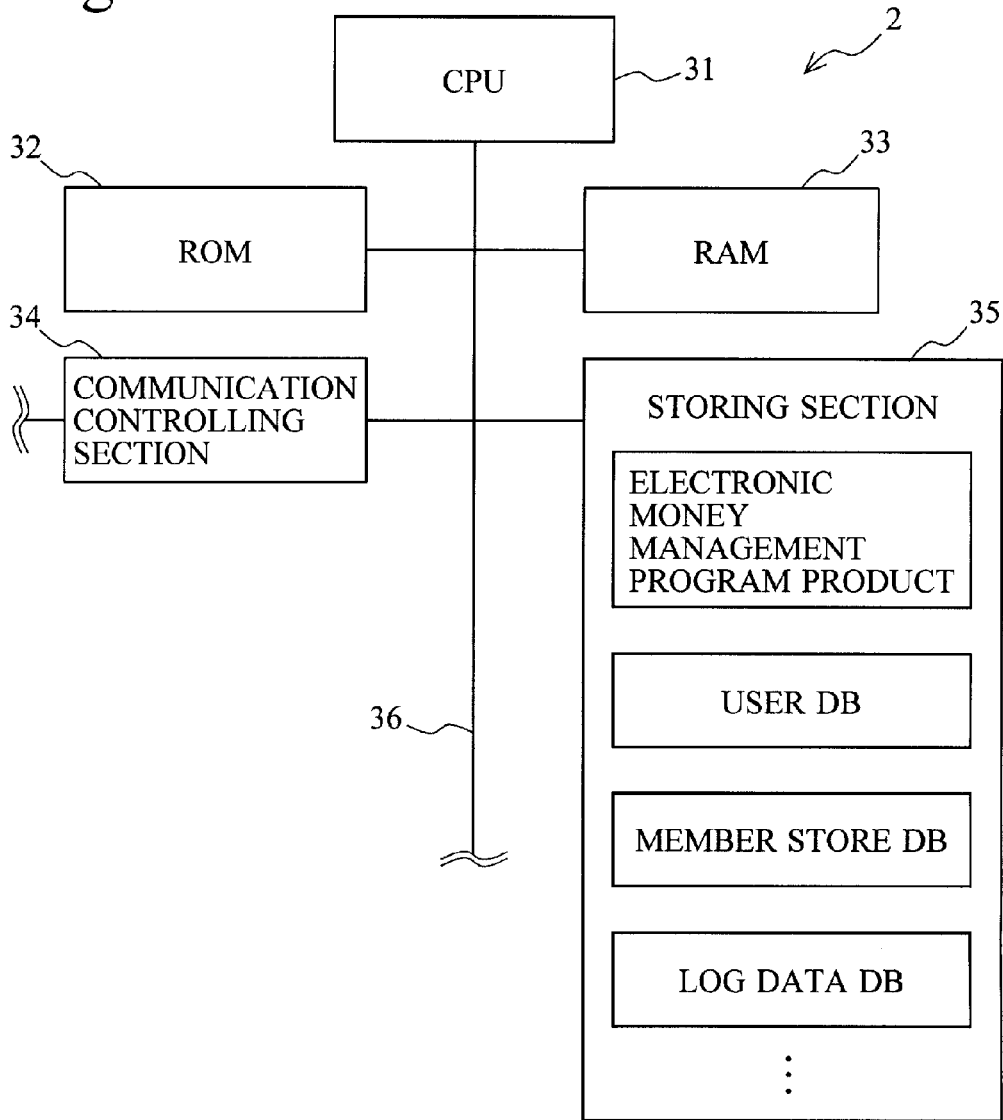 2
CPU
31
32
33
ROM
RAM
34
35
COMMUNICATION
CONTROLLING
SECTION
STORING SECTION
ELECTRONIC
MONEY
MANAGEMENT
PROGRAM PRODUCT
USER DB
36
MEMBER STORE DB
LOG DATA DB